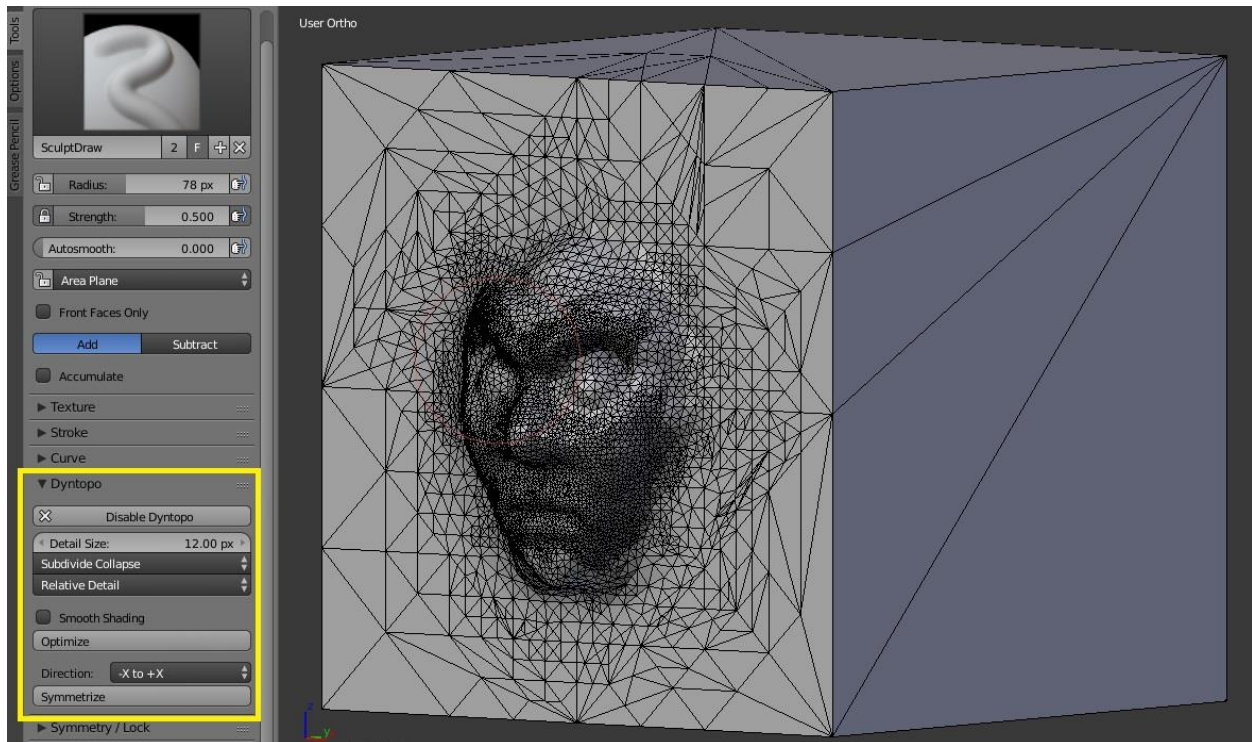 Tools
Options
Grease Pencil
SculptDraw 2 F
Radius: 78 px
Strength: 0.500
Autosmooth: 0.000
Area Plane
Front Faces Only
Add Subtract
Accumulate
Texture
Stroke
Curve
Dyntopo
Disable Dyntopo
Detail Size: 12.00 px
Subdivide Collapse
Relative Detail
Smooth Shading
Optimize
Direction: -X to +X
Symmetrize
Symmetry / Lock
User Ortho
z
y